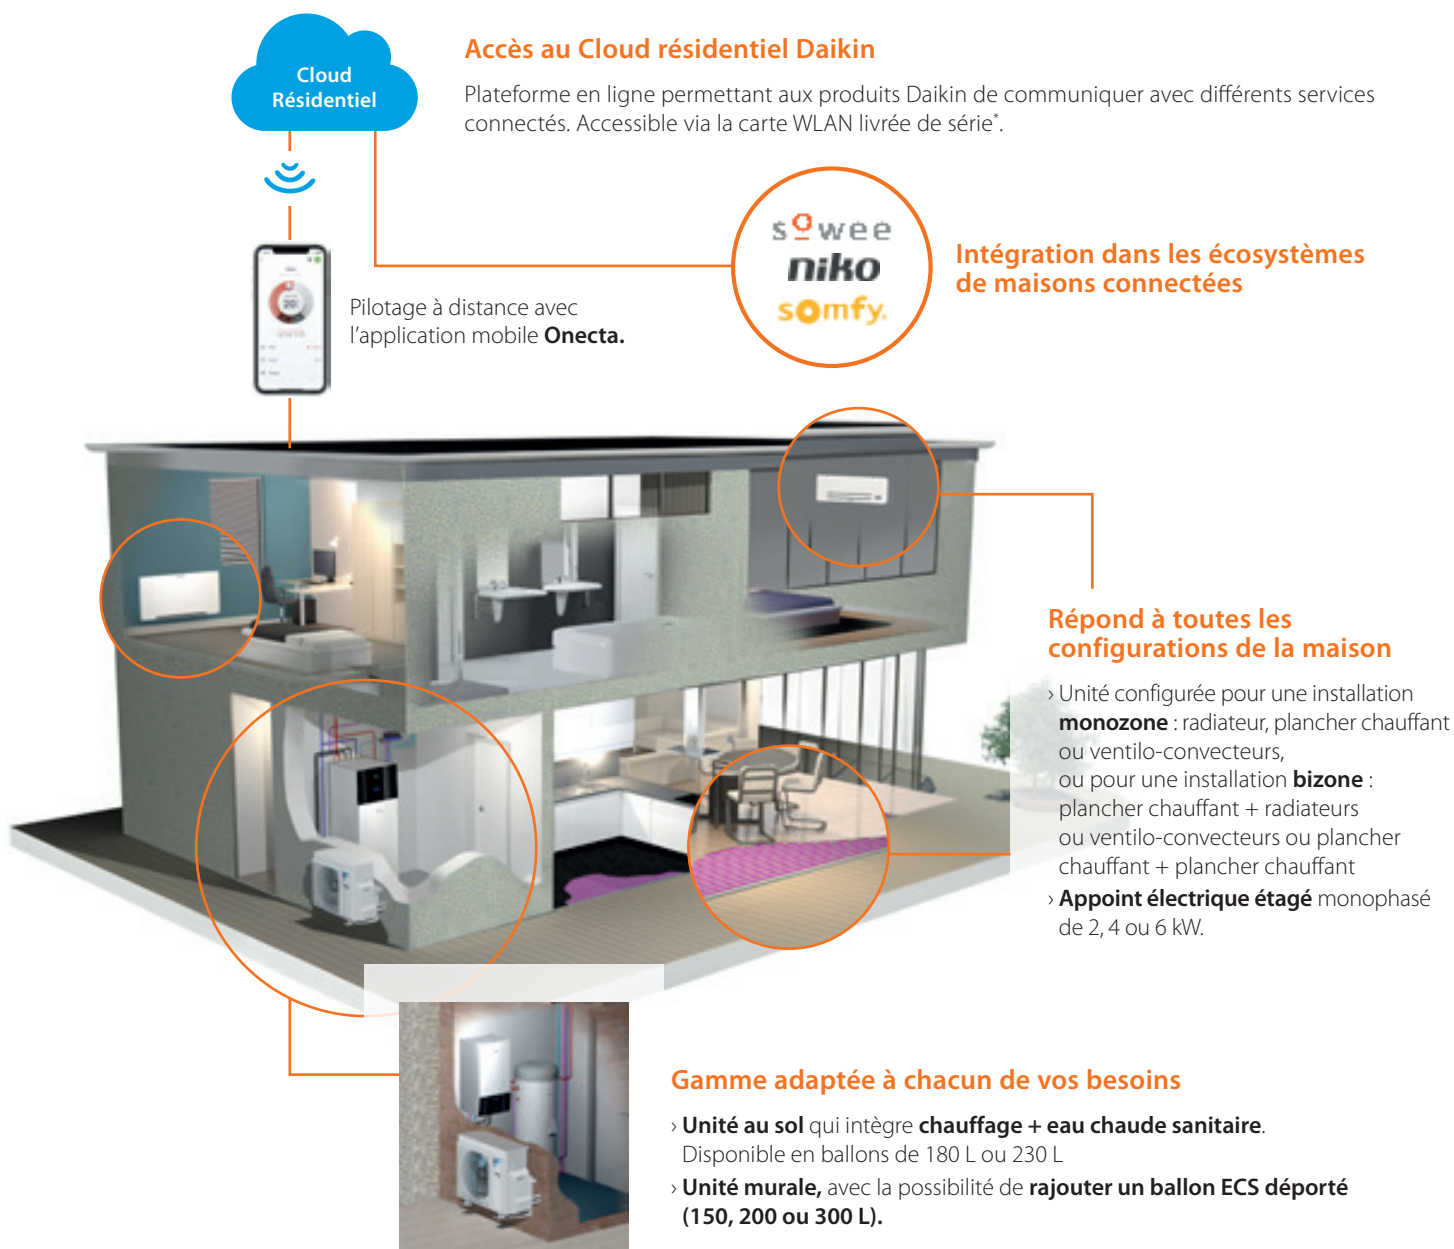 Cloud
Résidentiel
Accès au Cloud résidentiel Daikin
Plateforme en ligne permettant aux produits Daikin de communiquer avec différents services
connectés. Accessible via la carte WLAN livrée de série*.
sowee
niko
somfy.
Intégration dans les écosystèmes
de maisons connectées
Pilotage à distance avec
l'application mobile Onecta.
Répond à toutes les
configurations de la maison
› Unité configurée pour une installation
monozone : radiateur, plancher chauffant
ou ventilo-convecteurs,
ou pour une installation bizone :
plancher chauffant + radiateurs
ou ventilo-convecteurs ou plancher
chauffant + plancher chauffant
› Appoint électrique étagé monophasé
de 2, 4 ou 6 kW.
Gamme adaptée à chacun de vos besoins
› Unité au sol qui intègre chauffage + eau chaude sanitaire.
Disponible en ballons de 180 L ou 230 L
› Unité murale, avec la possibilité de rajouter un ballon ECS déporté
(150, 200 ou 300 L).